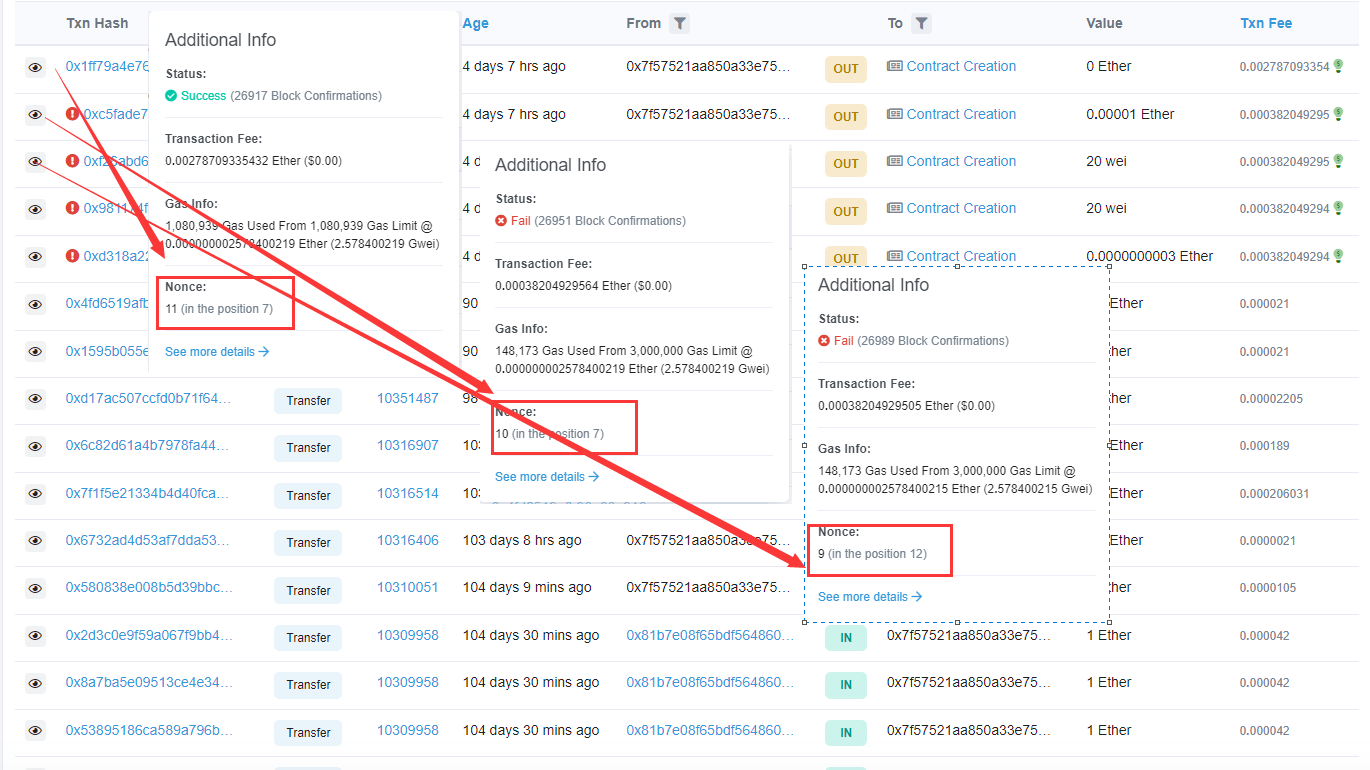 Txn Hash Age From To Value Txn Fee
Additional Info
Status:
Success (26917 Block Confirmations)
Transaction Fee:
0.00278709335432 Ether ($0.00)
Gas Info:
1,080,939 Gas Used From 1,080,939 Gas Limit @
0.000000002578400219 Ether (2.578400219 Gwei)
Nonce:
11 (in the position 7)
See more details →
Additional Info
Status:
Fail (26951 Block Confirmations)
Transaction Fee:
0.00038204929564 Ether ($0.00)
Gas Info:
148,173 Gas Used From 3,000,000 Gas Limit @
0.000000002578400219 Ether (2.578400219 Gwei)
Nonce:
10 (in the position 7)
See more details →
Additional Info
Status:
Fail (26989 Block Confirmations)
Transaction Fee:
0.00038204929505 Ether ($0.00)
Gas Info:
148,173 Gas Used From 3,000,000 Gas Limit @
0.000000002578400215 Ether (2.578400215 Gwei)
Nonce:
9 (in the position 12)
See more details →
0x1ff79a4e76 4 days 7 hrs ago 0x7f57521aa850a33e75... OUT Contract Creation 0 Ether 0.002787093354
0xc5fade7 4 days 7 hrs ago 0x7f57521aa850a33e75... OUT Contract Creation 0.00001 Ether 0.000382049295
4 d OUT Contract Creation 20 wei 0.000382049295
4 d OUT Contract Creation 20 wei 0.000382049294
0xd318a22 4 d OUT Contract Creation 0.0000000003 Ether 0.000382049294
0x4fd6519afb 90 Ether 0.000021
0x1595b055e 90 her 0.000021
0xd17ac507ccfd0b71f64... Transfer 10351487 98 her 0.00002205
0x6c82d61a4b7978fa44... Transfer 10316907 103 Ether 0.000189
0x7f1f5e21334b4d40fca... Transfer 10316514 103 Ether 0.000206031
0x6732ad4d53af7dda53... Transfer 10316406 103 days 8 hrs ago 0x7f57521aa850a33e75... Ether 0.0000021
0x580838e008b5d39bbc... Transfer 10310051 104 days 9 mins ago 0x7f57521aa850a33e75... her 0.0000105
0x2d3c0e9f59a067f9bb4... Transfer 10309958 104 days 30 mins ago 0x81b7e08f65bdf564860... IN 0x7f57521aa850a33e75... 1 Ether 0.000042
0x8a7ba5e09513ce4e34... Transfer 10309958 104 days 30 mins ago 0x81b7e08f65bdf564860... IN 0x7f57521aa850a33e75... 1 Ether 0.000042
0x53895186ca589a796b... Transfer 10309958 104 days 30 mins ago 0x81b7e08f65bdf564860... IN 0x7f57521aa850a33e75... 1 Ether 0.000042